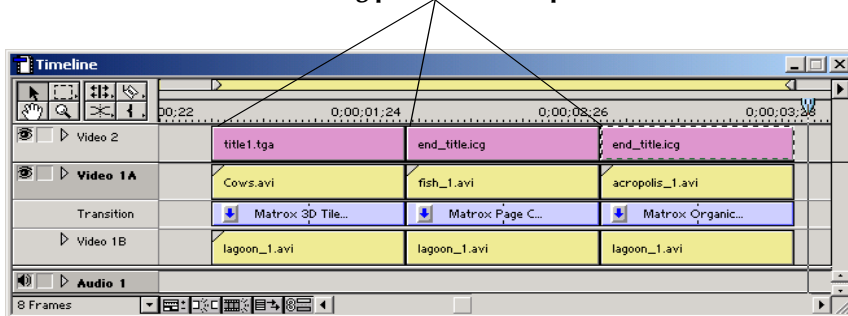 Timeline
00;22 0;00;01;24 0;00;02;26 0;00;03;28
Video 2 title1.tga end_title.icg end_title.icg
Video 1A Cows.avi fish_1.avi acropolis_1.avi
Transition Matrox 3D Tile... Matrox Page C... Matrox Organic...
Video 1B lagoon_1.avi lagoon_1.avi lagoon_1.avi
Audio 1
8 Frames